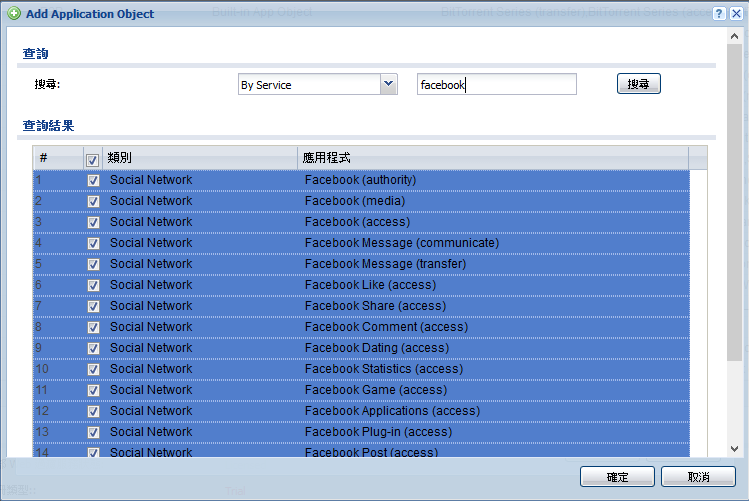 Add Application Object
查詢
搜尋: By Service facebook 搜尋
查詢結果
# 類別 應用程式
1 Social Network Facebook (authority)
2 Social Network Facebook (media)
3 Social Network Facebook (access)
4 Social Network Facebook Message (communicate)
5 Social Network Facebook Message (transfer)
6 Social Network Facebook Like (access)
7 Social Network Facebook Share (access)
8 Social Network Facebook Comment (access)
9 Social Network Facebook Dating (access)
10 Social Network Facebook Statistics (access)
11 Social Network Facebook Game (access)
12 Social Network Facebook Applications (access)
13 Social Network Facebook Plug-in (access)
14 Social Network Facebook Post (access)
確定 取消